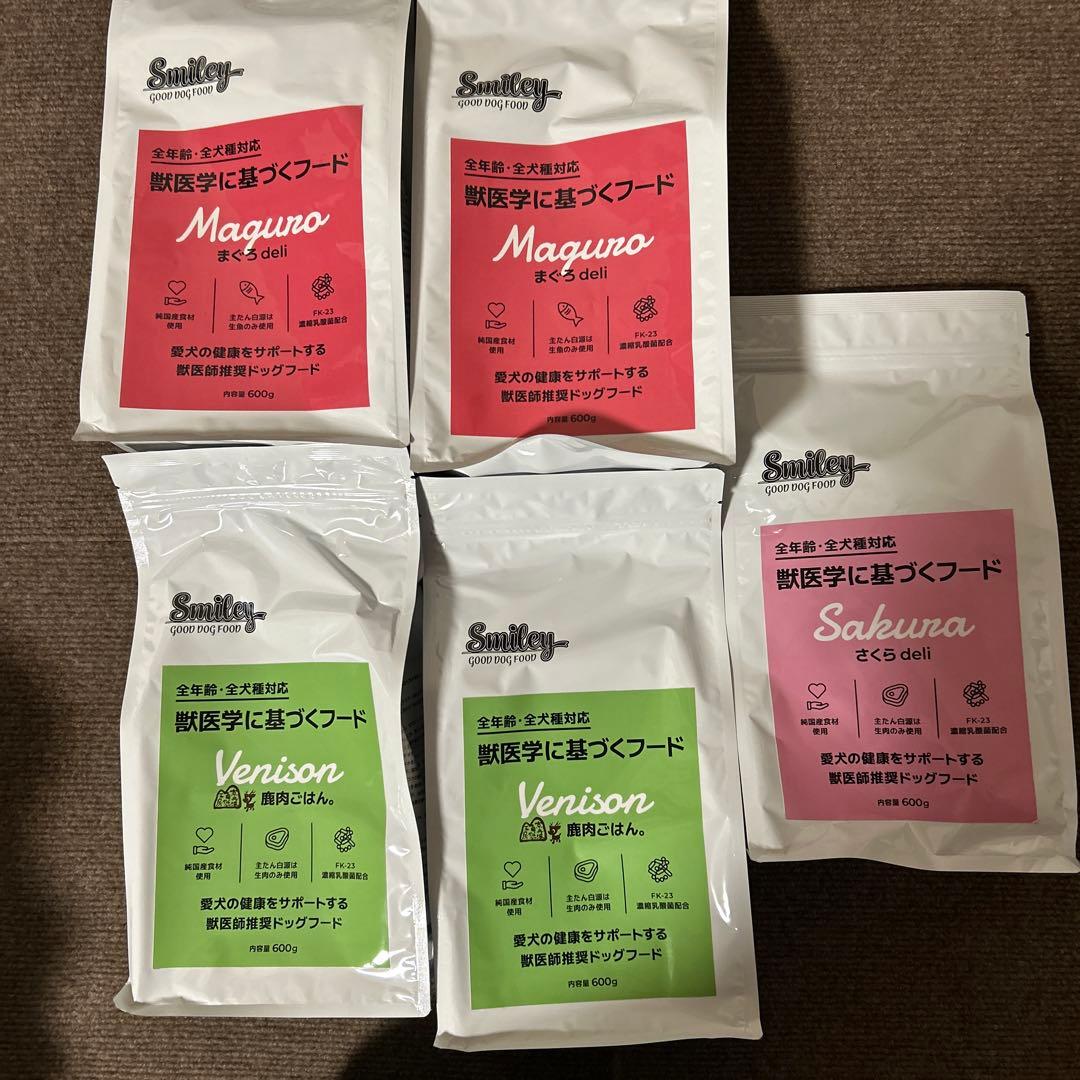 Smiley
GOOD DOG FOOD
全年齢・全犬種対応
獣医学に基づくフード
Maguro
まぐろ deli
純国産食材
使用
主たん白源は
生魚のみ使用
FK-23
濃縮乳酸菌配合
愛犬の健康をサポートする
獣医師推奨ドッグフード
内容量 600g
Smiley
GOOD DOG FOOD
全年齢・全犬種対応
獣医学に基づくフード
Maguro
まぐろ deli
純国産食材
使用
主たん白源は
生魚のみ使用
FK-23
濃縮乳酸菌配合
愛犬の健康をサポートする
獣医師推奨ドッグフード
内容量 600g
Smiley
GOOD DOG FOOD
全年齢・全犬種対応
獣医学に基づくフード
Sakura
さくら deli
純国産食材
使用
主たん白源は
生肉のみ使用
FK-23
濃縮乳酸菌配合
愛犬の健康をサポートする
獣医師推奨ドッグフード
内容量 600g
Smiley
GOOD DOG FOOD
全年齢・全犬種対応
獣医学に基づくフード
Venison
鹿肉ごはん。
純国産食材
使用
主たん白源は
生肉のみ使用
FK-23
濃縮乳酸菌配合
愛犬の健康をサポートする
獣医師推奨ドッグフード
内容量 600g
Smiley
GOOD DOG FOOD
全年齢・全犬種対応
獣医学に基づくフード
Venison
鹿肉ごはん。
純国産食材
使用
主たん白源は
生肉のみ使用
FK-23
濃縮乳酸菌配合
愛犬の健康をサポートする
獣医師推奨ドッグフード
内容量 600g